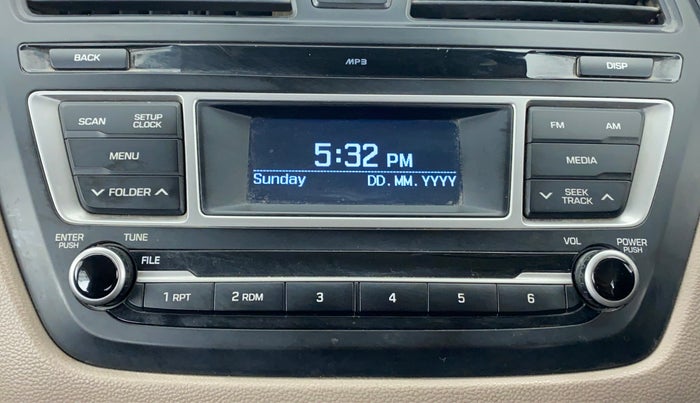 BACK
MP3
DISP
SCAN
SETUP
CLOCK
FM
AM
MENU
MEDIA
FOLDER
SEEK
TRACK
5:32 PM
Sunday
DD.MM.YYYY
ENTER
PUSH
TUNE
FILE
VOL
POWER
PUSH
1 RPT
2 RDM
3
4
5
6